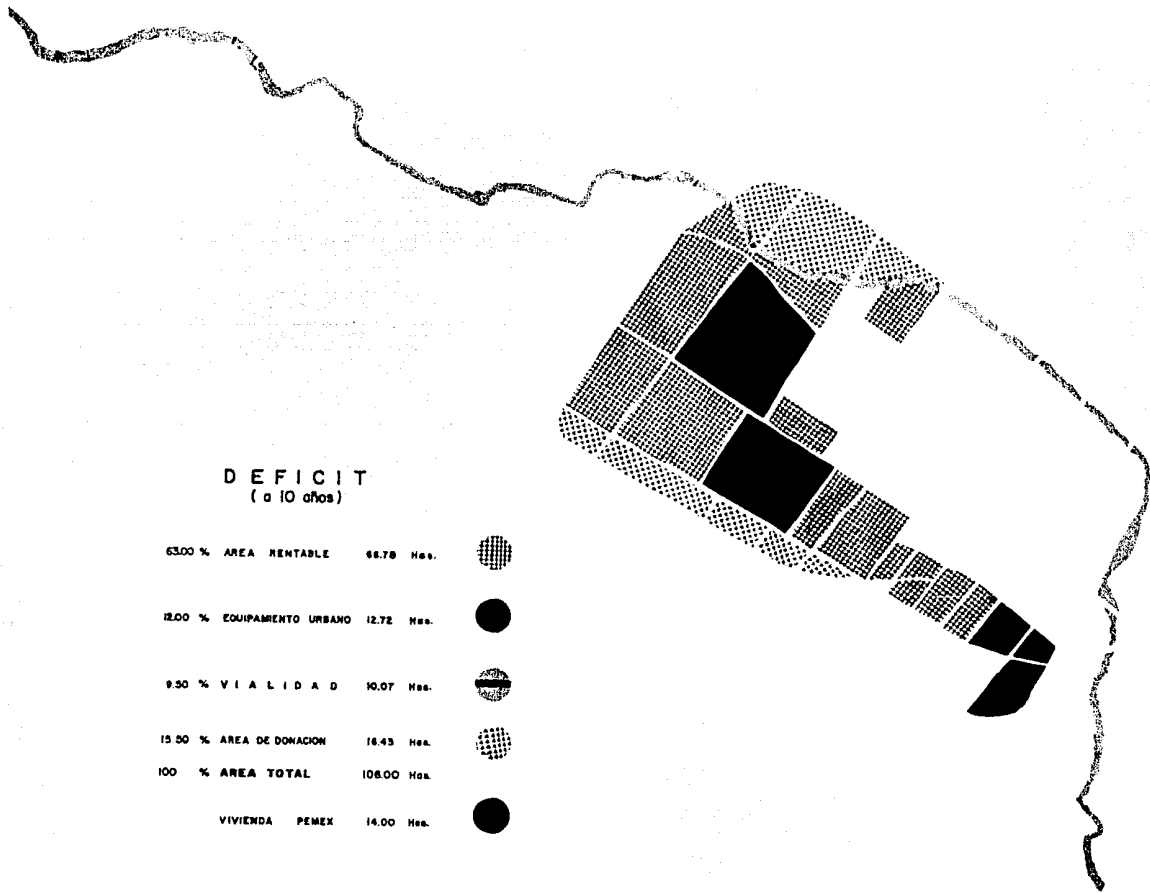 DEFICIT
(a 10 años)
63.00 % AREA RENTABLE 66.78 Has.
12.00 % EQUIPAMIENTO URBANO 12.72 Has.
9.50 % VIALIDAD 10.07 Has.
15.50 % AREA DE DONACION 16.43 Has.
100 % AREA TOTAL 106.00 Has.
VIVIENDA PEMEX 14.00 Has.